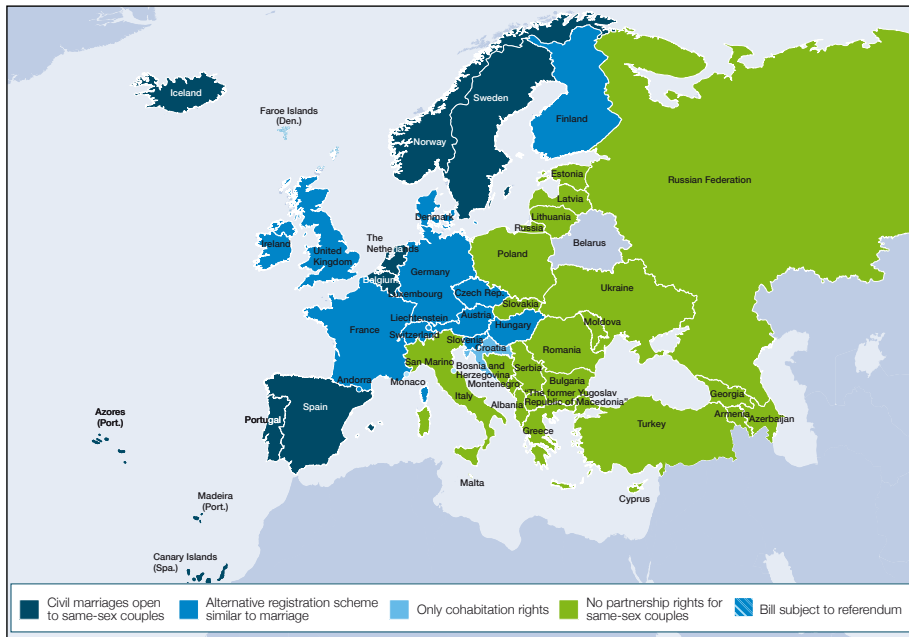 Iceland
Faroe Islands
(Den.)
Sweden
Norway
Finland
Russian Federation
Estonia
Latvia
Lithuania
Russia
Denmark
Belarus
Ireland
United
Kingdom
The
Netherlands
Belgium
Germany
Poland
Luxembourg
Czech Rep.
Ukraine
Slovakia
Liechtenstein
Austria
France
Switzerland
Hungary
Moldova
Slovenia
Croatia
Romania
San Marino
Bosnia and
Herzegovina
Serbia
Andorra
Monaco
Montenegro
Bulgaria
Italy
"The former Yugoslav
Republic of Macedonia"
Georgia
Albania
Armenia
Azerbaijan
Azores
(Port.)
Portugal
Spain
Greece
Turkey
Malta
Cyprus
Madeira
(Port.)
Canary Islands
(Spa.)
Civil marriages open
to same-sex couples
Alternative registration scheme
similar to marriage
Only cohabitation rights
No partnership rights for
same-sex couples
Bill subject to referendum